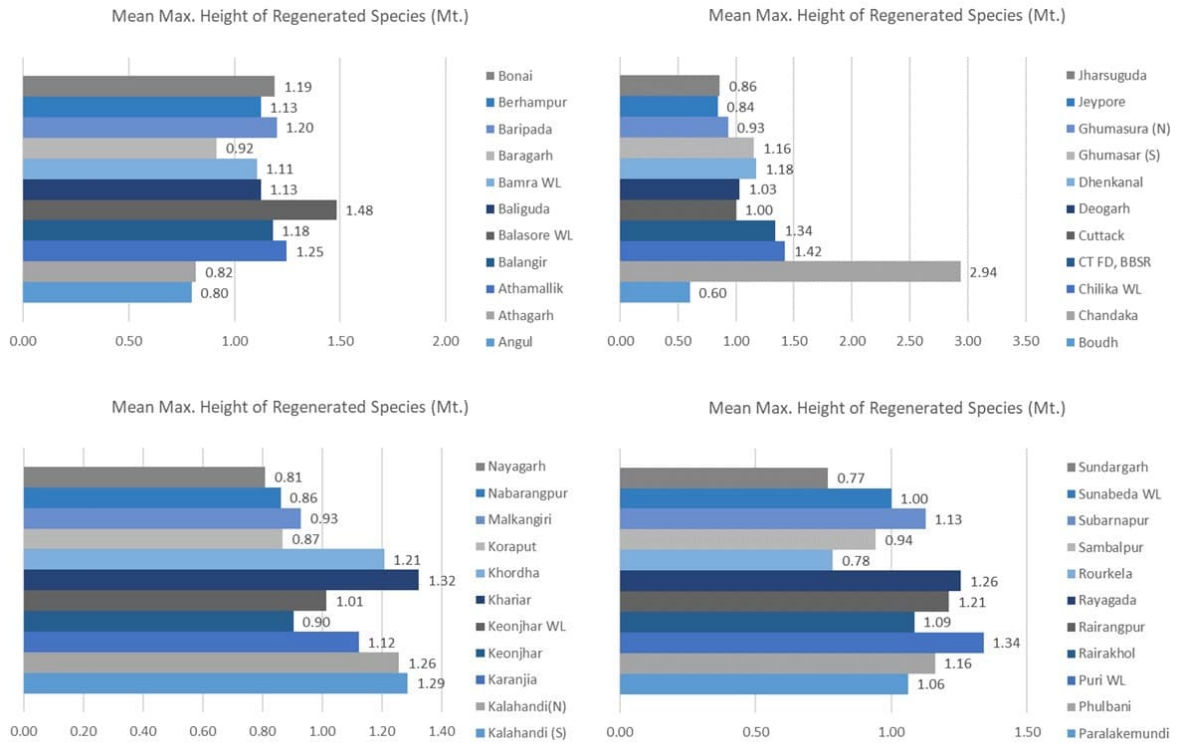 Mean Max. Height of Regenerated Species (Mt.)
1.19
1.13
1.20
0.92
1.11
1.13
1.48
1.18
1.25
0.82
0.80
0.00 0.50 1.00 1.50 2.00
Bonai
Berhampur
Baripada
Baragarh
Bamra WL
Baliguda
Balasore WL
Balangir
Athamallik
Athagarh
Angul
Mean Max. Height of Regenerated Species (Mt.)
0.86
0.84
0.93
1.16
1.18
1.03
1.00
1.34
1.42
2.94
0.60
0.00 0.50 1.00 1.50 2.00 2.50 3.00 3.50
Jharsuguda
Jeypore
Ghumasura (N)
Ghumasar (S)
Dhenkanal
Deogarh
Cuttack
CT FD, BBSR
Chilika WL
Chandaka
Boudh
Mean Max. Height of Regenerated Species (Mt.)
0.81
0.86
0.93
0.87
1.21
1.32
1.01
0.90
1.12
1.26
1.29
0.00 0.20 0.40 0.60 0.80 1.00 1.20 1.40
Nayagarh
Nabarangpur
Malkangiri
Koraput
Khordha
Khariar
Keonjhar WL
Keonjhar
Karanjia
Kalahandi(N)
Kalahandi (S)
Mean Max. Height of Regenerated Species (Mt.)
0.77
1.00
1.13
0.94
0.78
1.26
1.21
1.09
1.34
1.16
1.06
0.00 0.50 1.00 1.50
Sundargarh
Sunabeda WL
Subarnapur
Sambalpur
Rourkela
Rayagada
Rairangpur
Rairakhol
Puri WL
Phulbani
Paralakemundi